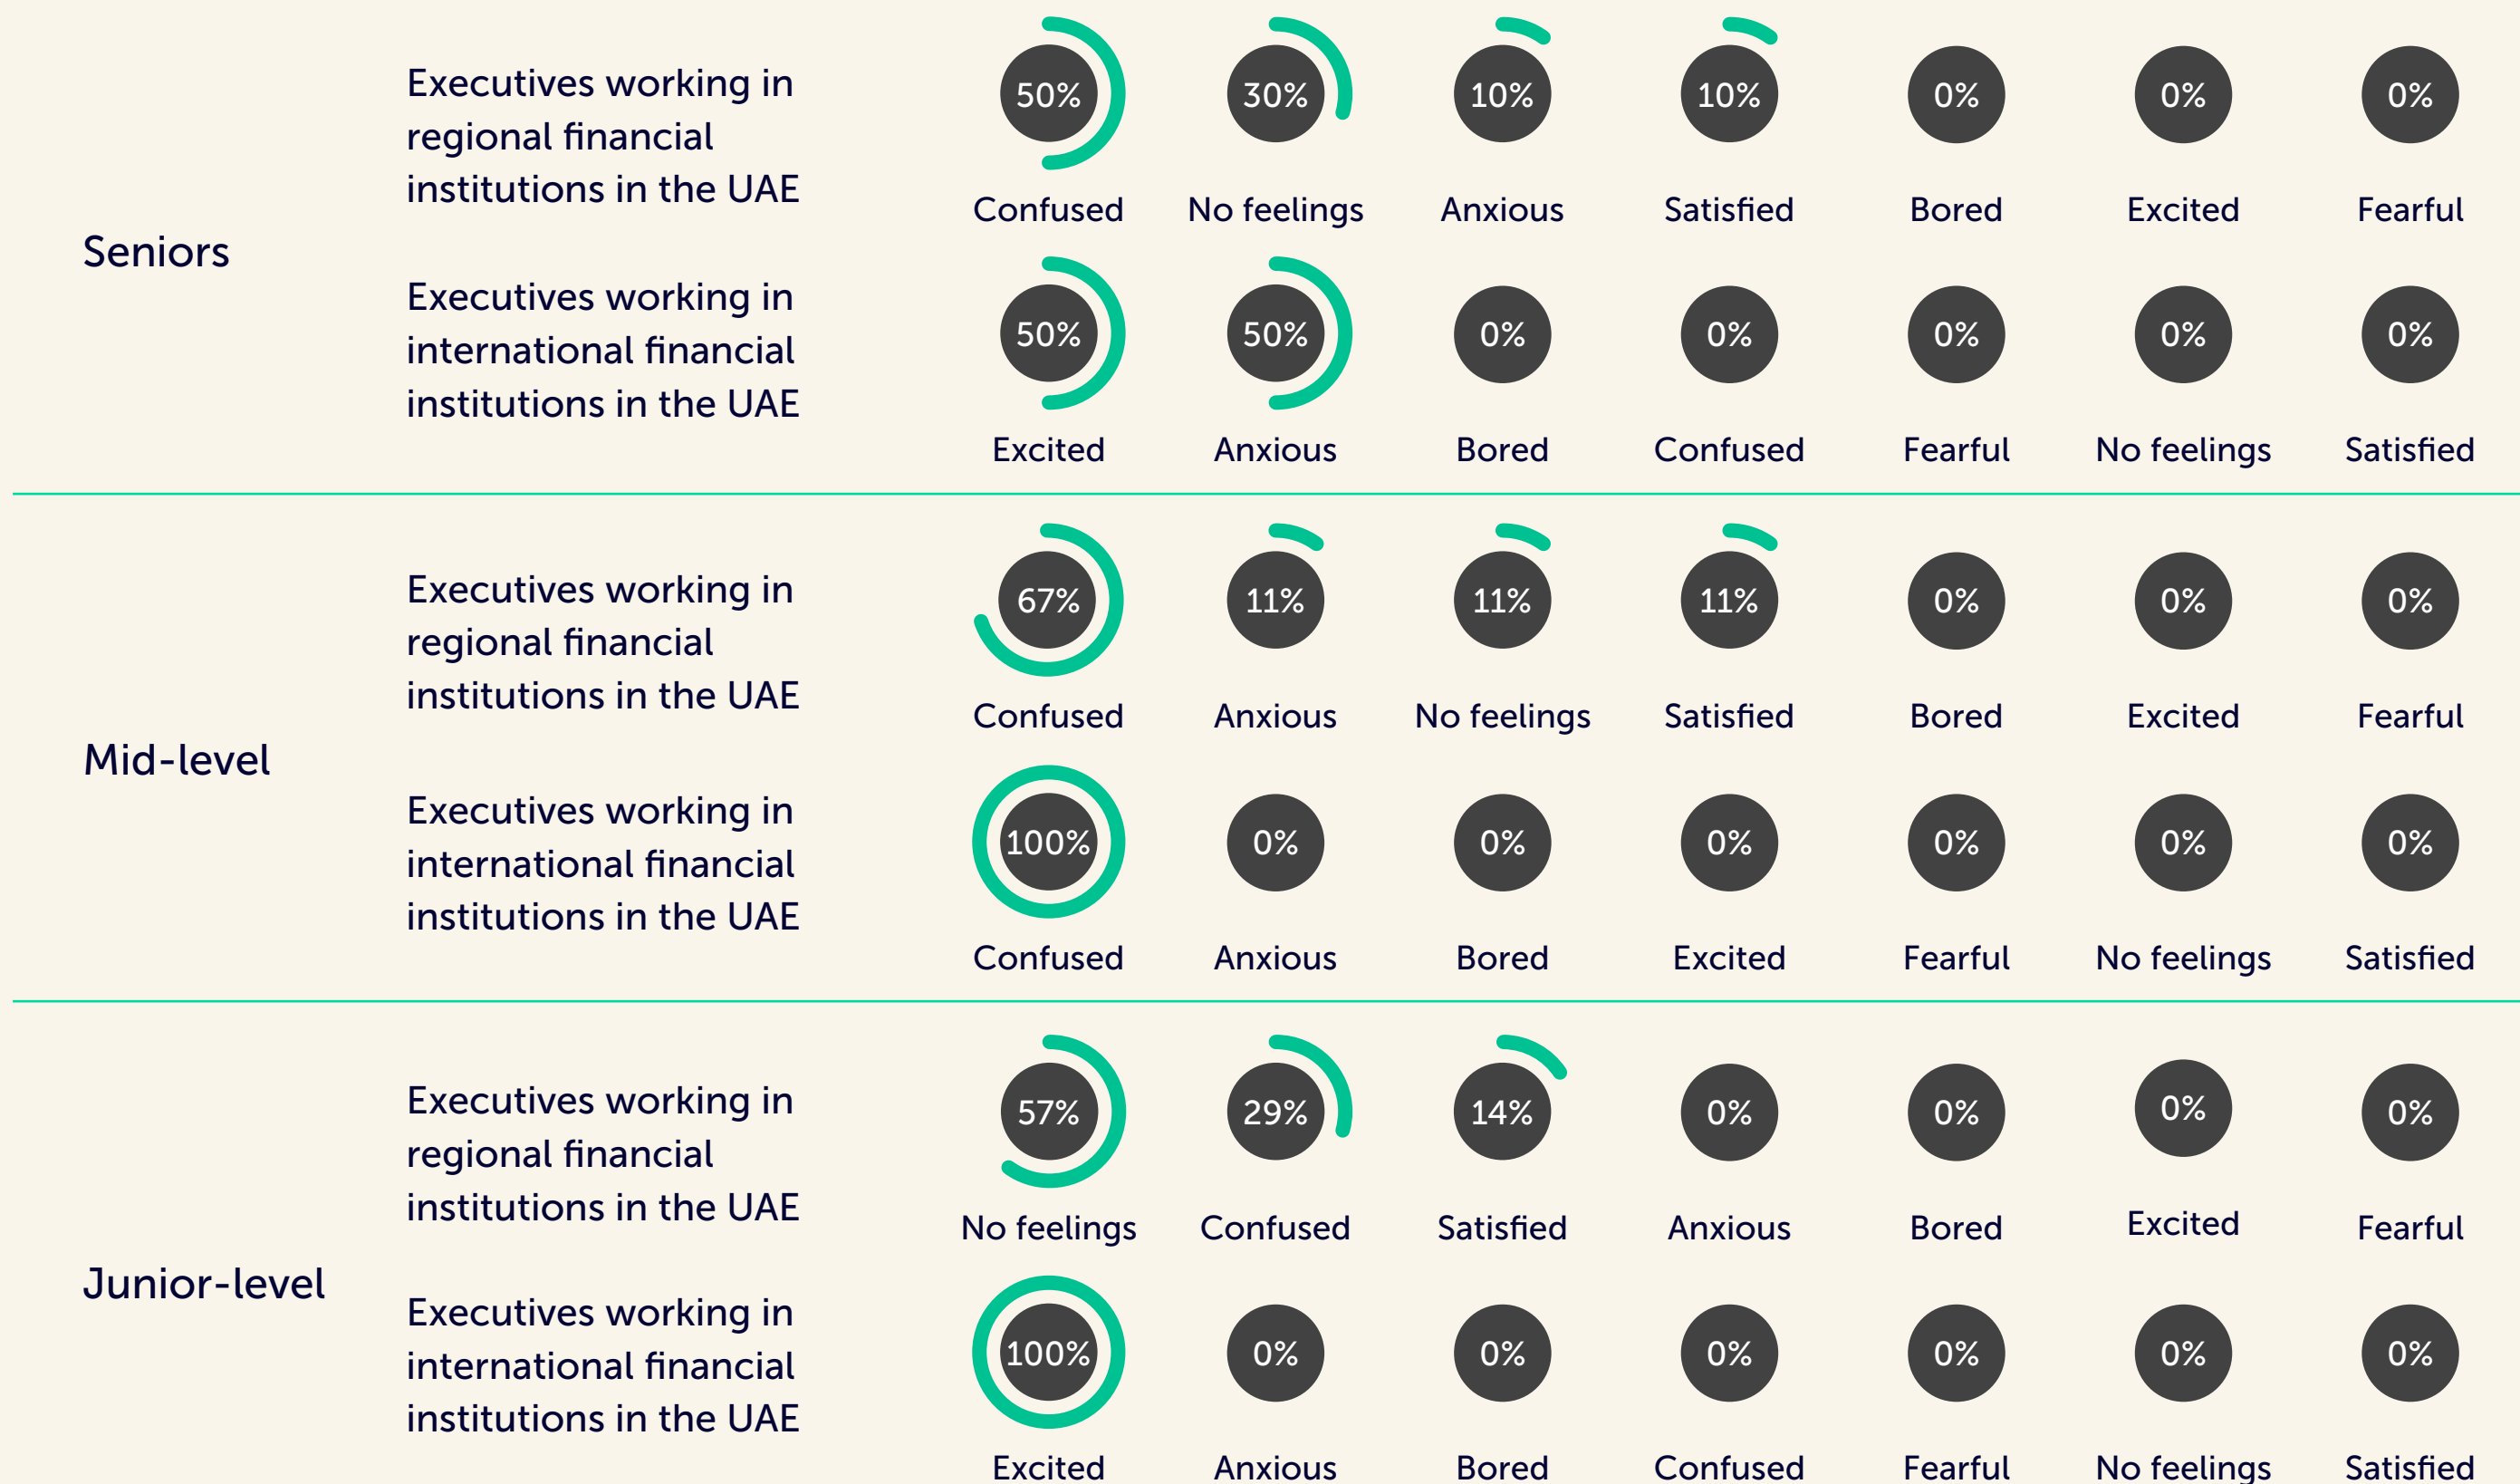 Seniors
Executives working in
regional financial
institutions in the UAE
50% 30% 10% 10% 0% 0% 0%
Confused No feelings Anxious Satisfied Bored Excited Fearful
Executives working in
international financial
institutions in the UAE
50% 50% 0% 0% 0% 0% 0%
Excited Anxious Bored Confused Fearful No feelings Satisfied
Mid-level
Executives working in
regional financial
institutions in the UAE
67% 11% 11% 11% 0% 0% 0%
Confused Anxious No feelings Satisfied Bored Excited Fearful
Executives working in
international financial
institutions in the UAE
100% 0% 0% 0% 0% 0% 0%
Confused Anxious Bored Excited Fearful No feelings Satisfied
Junior-level
Executives working in
regional financial
institutions in the UAE
57% 29% 14% 0% 0% 0% 0%
No feelings Confused Satisfied Anxious Bored Excited Fearful
Executives working in
international financial
institutions in the UAE
100% 0% 0% 0% 0% 0% 0%
Excited Anxious Bored Confused Fearful No feelings Satisfied